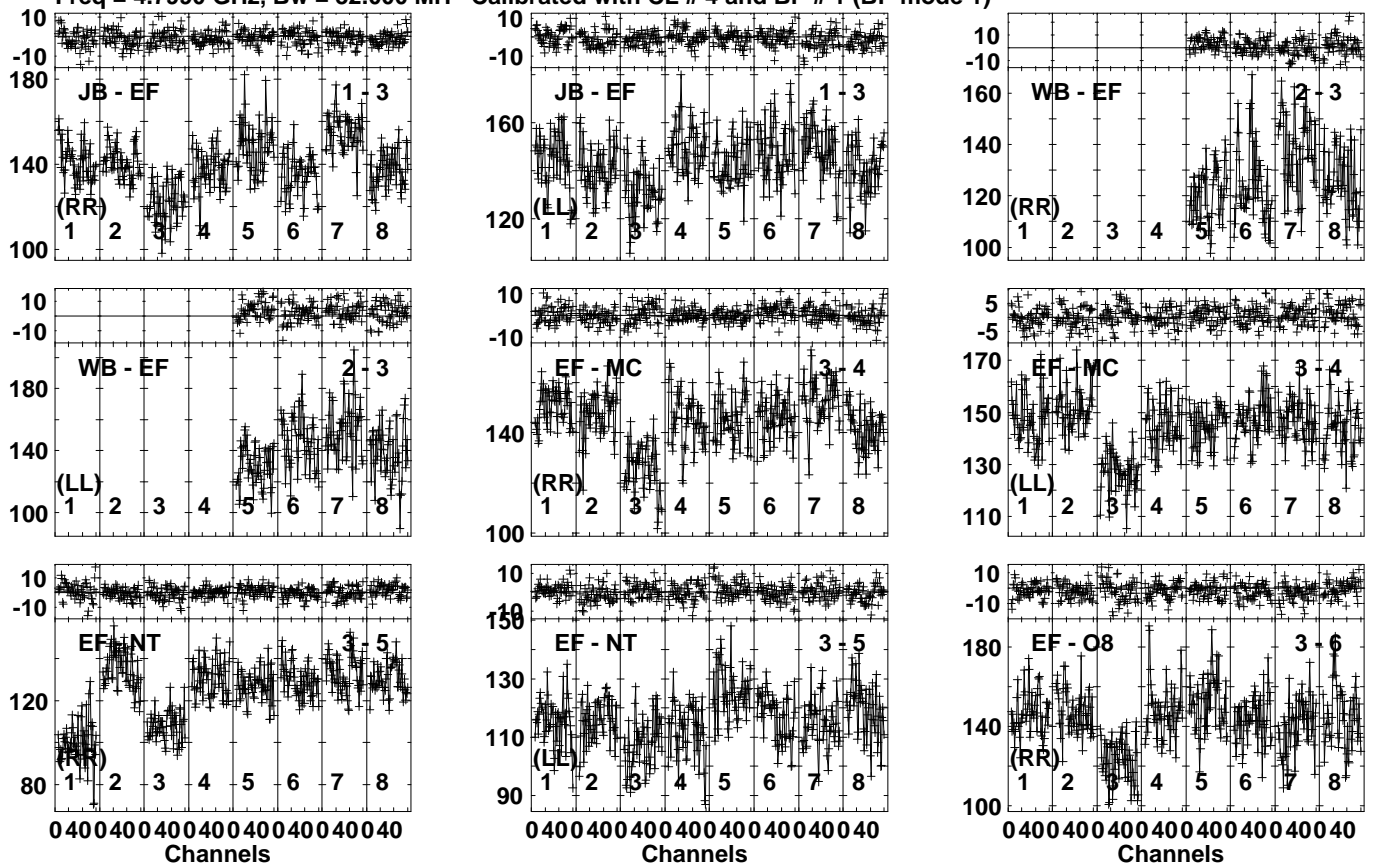 Calibrated with CL # 4 and BP # 1 (BP mode 1)
10
-10
180
140
100
JB - EF
1 - 3
(RR)
1 2 3 4 5 6 7 8
10
-10
160
120
JB - EF
1 - 3
(LL)
1 2 3 4 5 6 7 8
10
-10
160
140
120
100
WB - EF
2 - 3
(RR)
1 2 3 4 5 6 7 8
10
-10
180
140
100
WB - EF
2 - 3
(LL)
1 2 3 4 5 6 7 8
10
-10
140
100
EF - MC
3 - 4
(RR)
1 2 3 4 5 6 7 8
5
-5
170
150
130
110
EF - MC
3 - 4
(LL)
1 2 3 4 5 6 7 8
10
-10
120
80
EF - NT
3 - 5
(RR)
1 2 3 4 5 6 7 8
10
-10
150
130
110
90
EF - NT
3 - 5
(LL)
1 2 3 4 5 6 7 8
10
-10
180
140
100
EF - O8
3 - 6
(RR)
1 2 3 4 5 6 7 8
0 40 0 40 0 40 0 40 0 40 0 40 0 40 0 40
Channels
0 40 0 40 0 40 0 40 0 40 0 40 0 40 0 40
Channels
0 40 0 40 0 40 0 40 0 40 0 40 0 40 0 40
Channels